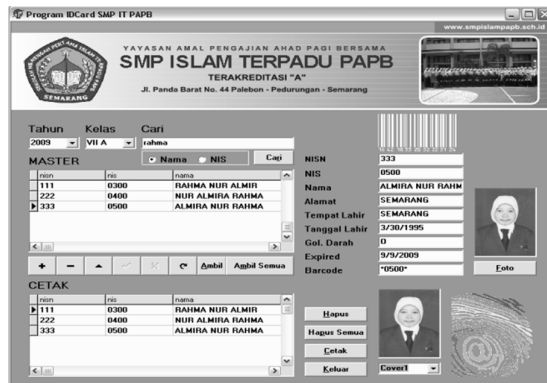 Program IDCard SMP IT PAPB
www.smpislampapb.sch.id
YAYASAN AMAL PENGAJIAN AHAD PAGI BERSAMA
SMP ISLAM TERPADU PAPB
TERAKREDITASI "A"
Jl. Panda Barat No. 44 Palebon - Pedurungan - Semarang
SEMARANG
Tahun Kelas Cari
2009 VII A rahma
MASTER Nama NIS Cari
nisn nis nama
111 0300 RAHMA NUR ALMIR
222 0400 NUR ALMIRA RAHMA
333 0500 ALMIRA NUR RAHMA
Ambil Ambil Semua
CETAK
nisn nis nama
111 0300 RAHMA NUR ALMIR
222 0400 NUR ALMIRA RAHMA
333 0500 ALMIRA NUR RAHMA
NISN 333
NIS 0500
Nama ALMIRA NUR RAHM
Alamat SEMARANG
Tempat Lahir SEMARANG
Tanggal Lahir 3/30/1995
Gol. Darah O
Expired 9/9/2009
Barcode *0500*
Foto
Hapus
Hapus Semua
Cetak
Keluar
Cover1